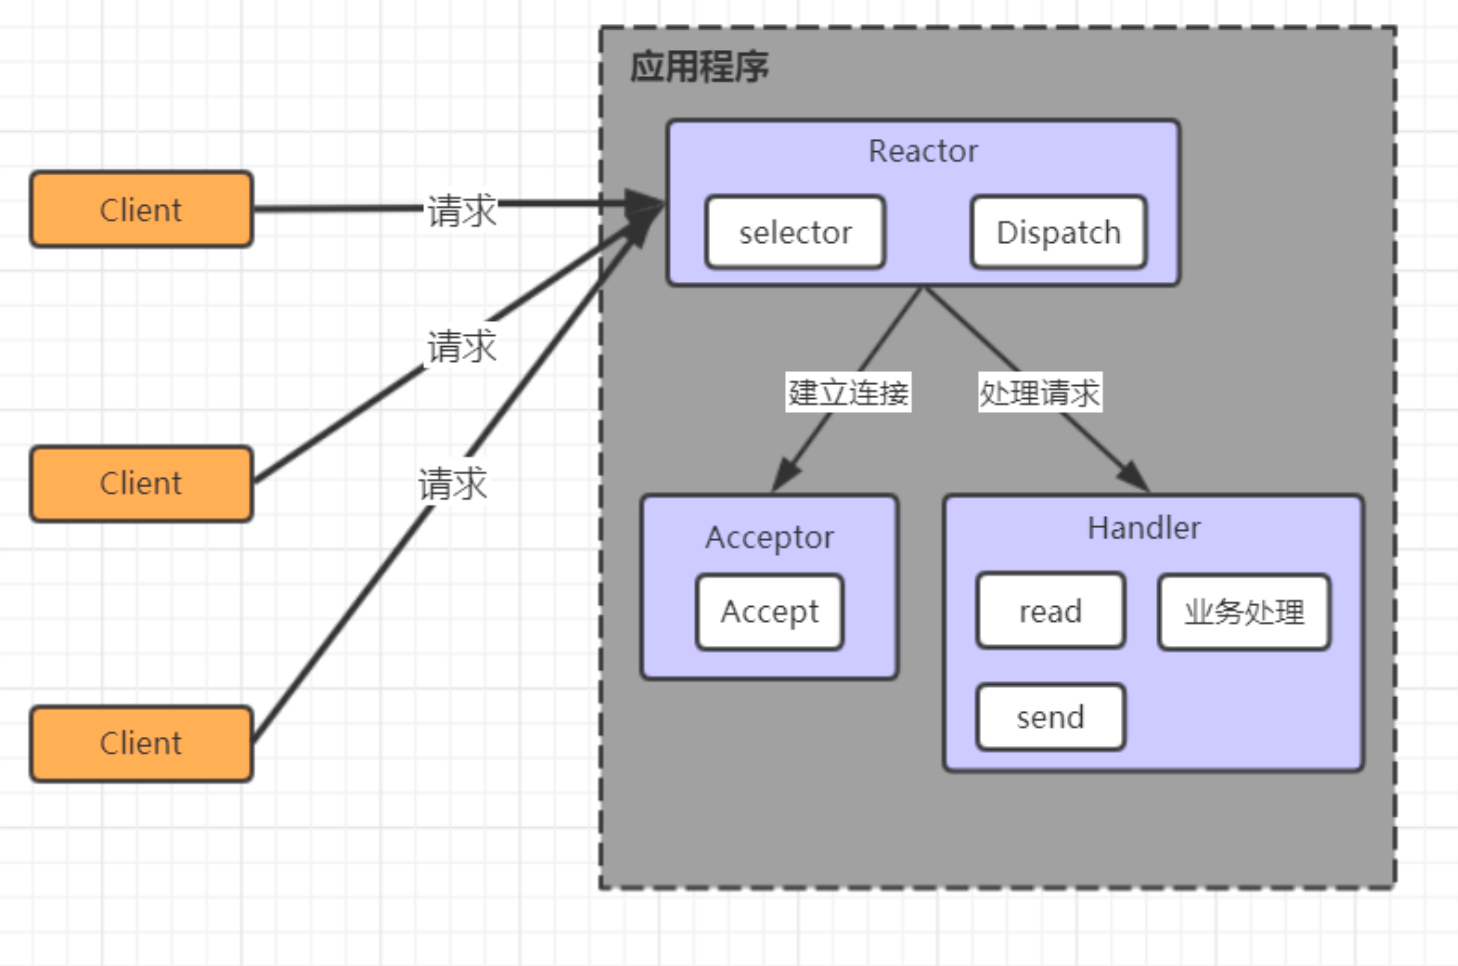 应用程序
Reactor
selector
Dispatch
Client
请求
Client
请求
Client
请求
建立连接
处理请求
Acceptor
Accept
Handler
read
业务处理
send